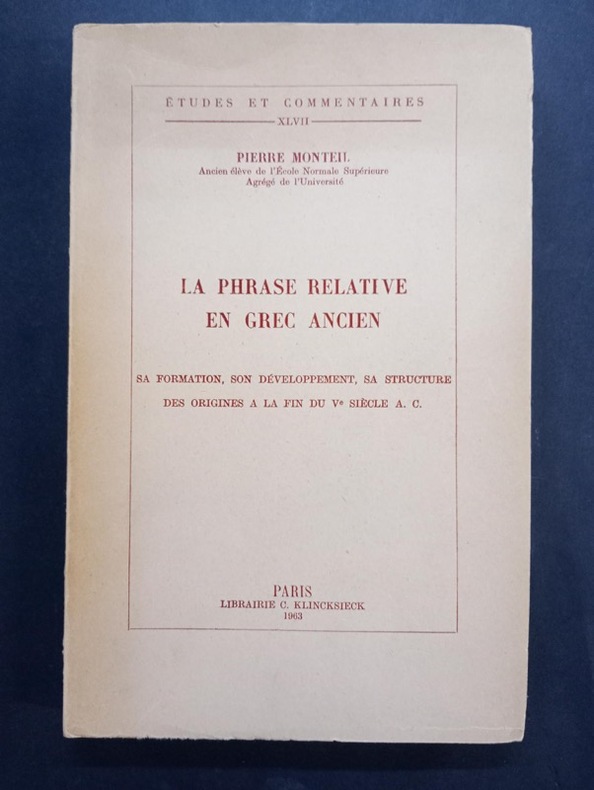 ÉTUDES ET COMMENTAIRES
XLVII
PIERRE MONTEIL
Ancien élève de l'École Normale Supérieure
Agrégé de l'Université
LA PHRASE RELATIVE
EN GREC ANCIEN
SA FORMATION, SON DÉVELOPPEMENT, SA STRUCTURE
DES ORIGINES A LA FIN DU Vᵉ SIÈCLE A. C.
PARIS
LIBRAIRIE C. KLINCKSIECK
1963